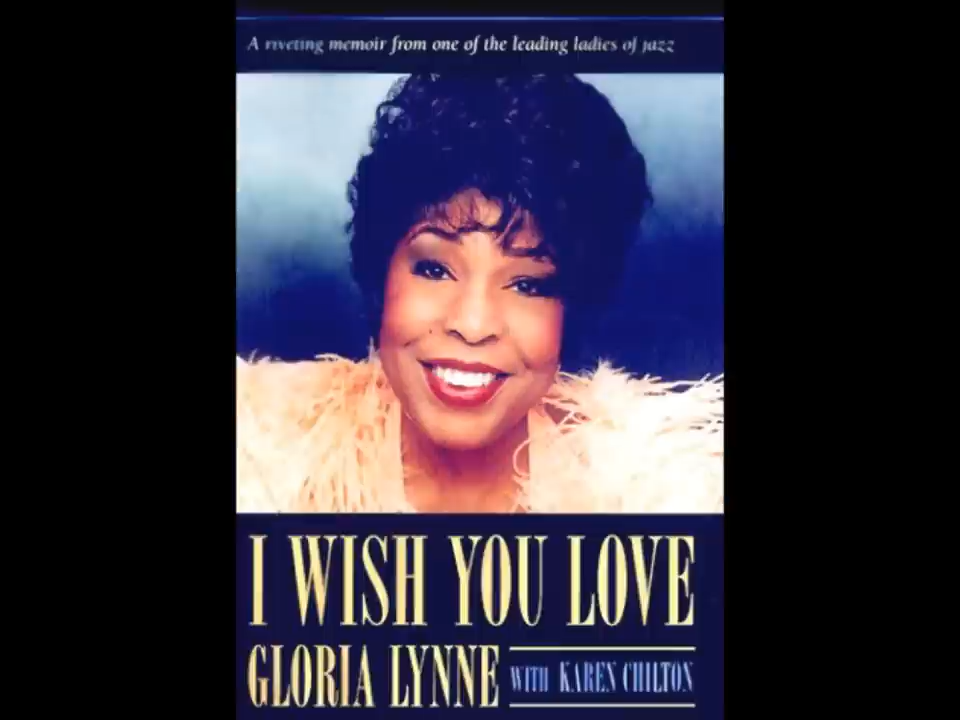 A riveting memoir from one of the leading ladies of jazz
I WISH YOU LOVE
GLORIA LYNNE WITH KAREN CHILTON